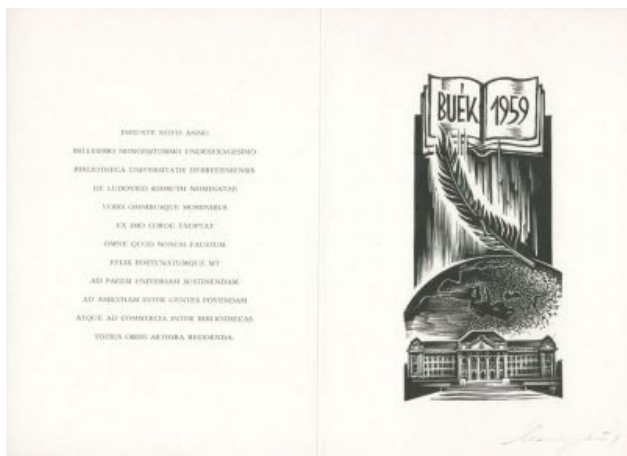 INEUNTE NOVO ANNO
MILLESIMO NONGENTESIMO UNDESEXAGESIMO
BIBLIOTHECA UNIVERSITATIS DEBRECENIENSIS
DE LUDOVICO KOSSUTH NOMINATAE
VOBIS OMNIBUSQUE HOMINIBUS
EX IMO CORDE EXOPTAT
OMNE QUOD BONUM FAUSTUM
FELIX FORTUNATUMQUE SIT
AD PACEM UNIVERSAM SUSTINENDAM
AD AMICITIAM INTER GENTES FOVENDAM
ATQUE AD COMMERCIA INTER BIBLIOTHECAS
TOTIUS ORBIS ARTIORA REDDENDA.
BUÉK 1959